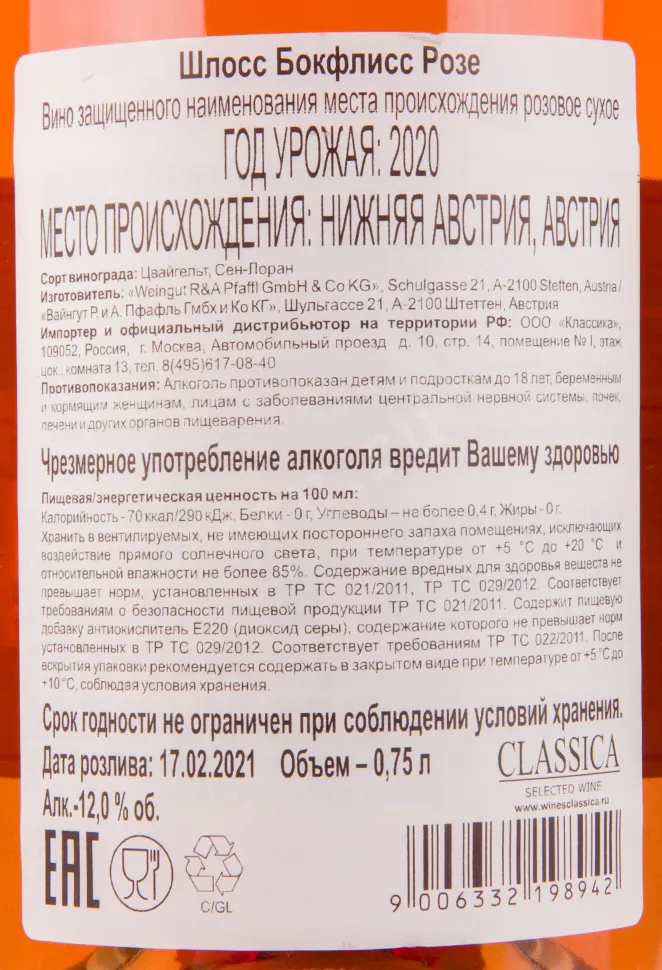 Шлосс Бокфлисс Розе
Вино защищенного наименования места происхождения розовое сухое
ГОД УРОЖАЯ: 2020
МЕСТО ПРОИСХОЖДЕНИЯ: НИЖНЯЯ АВСТРИЯ, АВСТРИЯ
Сорт винограда: Цвайгельт, Сен-Лоран
Изготовитель: «Weingut R&A Pfaffl GmbH & Co KG», Schulgasse 21, A-2100 Stetten, Austria /
«Вайнгут Р. и А. Пфафль Гмбх и Ко КГ», Шульгассе 21, А-2100 Штеттен, Австрия
Импортер и официальный дистрибьютор на территории РФ: ООО «Классика»,
109052, Россия, г. Москва, Автомобильный проезд д. 10, стр. 14, помещение № I, этаж
цок., комната 13, тел. 8(495)617-08-40
Противопоказания: Алкоголь противопоказан детям и подросткам до 18 лет, беременным
и кормящим женщинам, лицам с заболеваниями центральной нервной системы, почек,
печени и других органов пищеварения.
Чрезмерное употребление алкоголя вредит Вашему здоровью
Пищевая/энергетическая ценность на 100 мл:
Калорийность - 70 ккал/290 кДж, Белки - 0 г, Углеводы – не более 0,4 г, Жиры - 0 г.
Хранить в вентилируемых, не имеющих постороннего запаха помещениях, исключающих
воздействие прямого солнечного света, при температуре от +5 °С до +20 °С и
относительной влажности не более 85%. Содержание вредных для здоровья веществ не
превышает норм, установленных в ТР ТС 021/2011, ТР ТС 029/2012. Соответствует
требованиям о безопасности пищевой продукции ТР ТС 021/2011. Содержит пищевую
добавку антиокислитель Е220 (диоксид серы), содержание которого не превышает норм
установленных в ТР ТС 029/2012. Соответствует требованиям ТР ТС 022/2011. После
вскрытия упаковки рекомендуется содержать в закрытом виде при температуре от +5 °С до
+10 °С, соблюдая условия хранения.
Срок годности не ограничен при соблюдении условий хранения.
Дата розлива: 17.02.2021 Объем – 0,75 л
Алк.-12,0 % об.
CLASSICA
SELECTED WINE
www.winesclassica.ru
ЕАС
C/GL
9 006332 198942